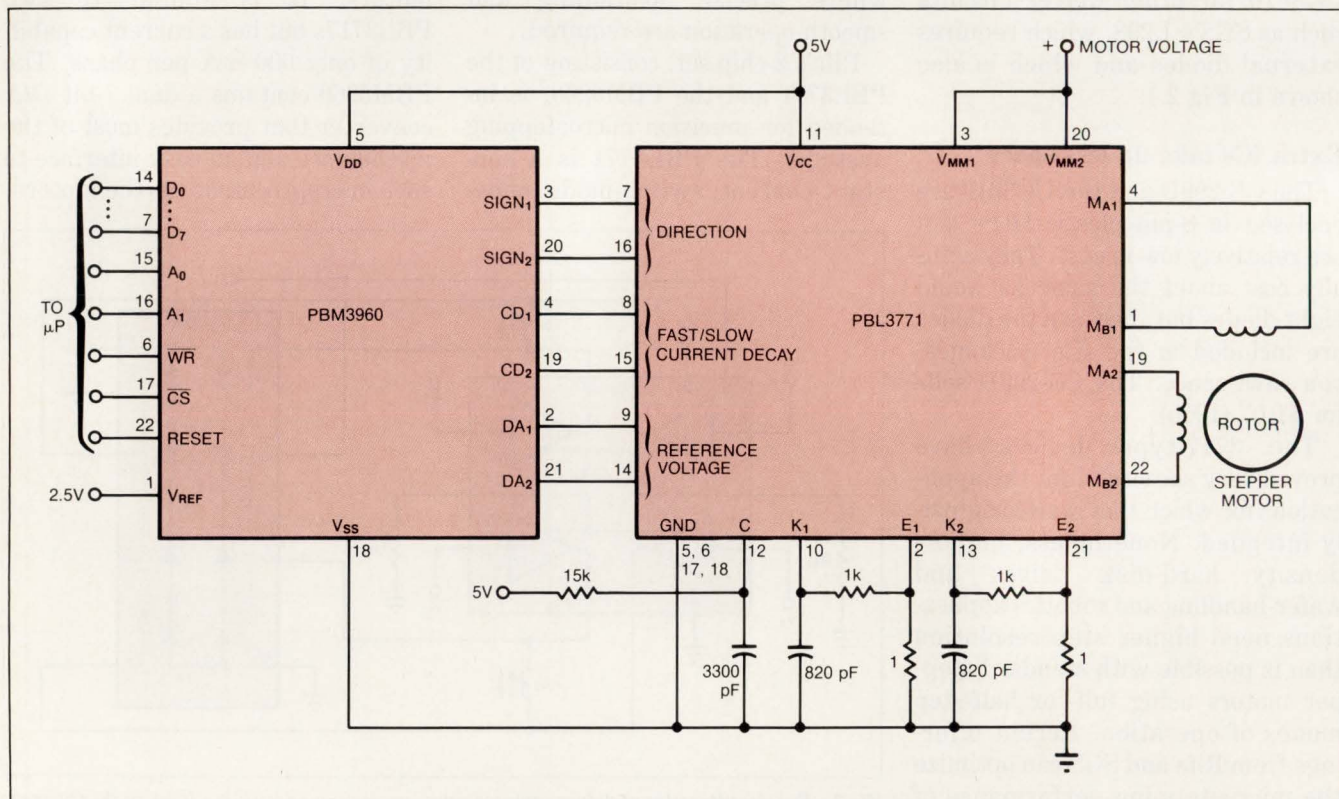 5V
+ MOTOR VOLTAGE
5
11
3
20
VDD
VCC
VMM1
VMM2
14 D0
7 D7
15 A0
16 A1
6 WR
17 CS
22 RESET
2.5V 1 VREF
TO
μP
PBM3960
SIGN1 3
SIGN2 20
CD1 4
CD2 19
DA1 2
DA2 21
VSS
18
7
16
DIRECTION
8
15
FAST/SLOW
CURRENT DECAY
9
14
REFERENCE
VOLTAGE
PBL3771
MA1 4
MB1 1
MA2 19
MB2 22
ROTOR
STEPPER
MOTOR
GND
C
K1
E1
K2
E2
5, 6
17, 18
12
10
2
13
21
5V
15k
1k
1k
3300
pF
820 pF
1
820 pF
1